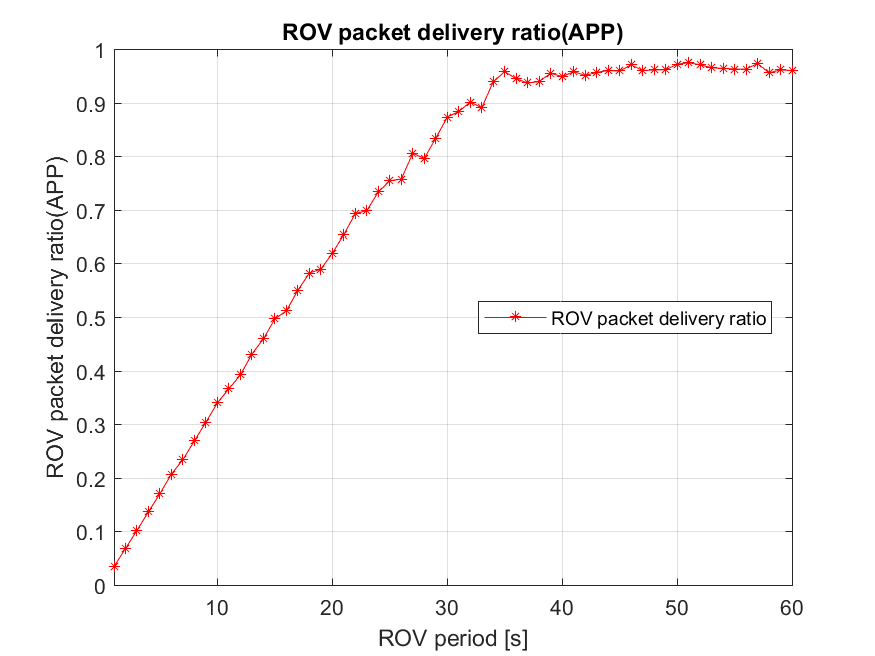 ROV packet delivery ratio(APP)
1
0.9
0.8
0.7
0.6
0.5
0.4
0.3
0.2
0.1
0
ROV packet delivery ratio(APP)
ROV packet delivery ratio
10 20 30 40 50 60
ROV period [s]